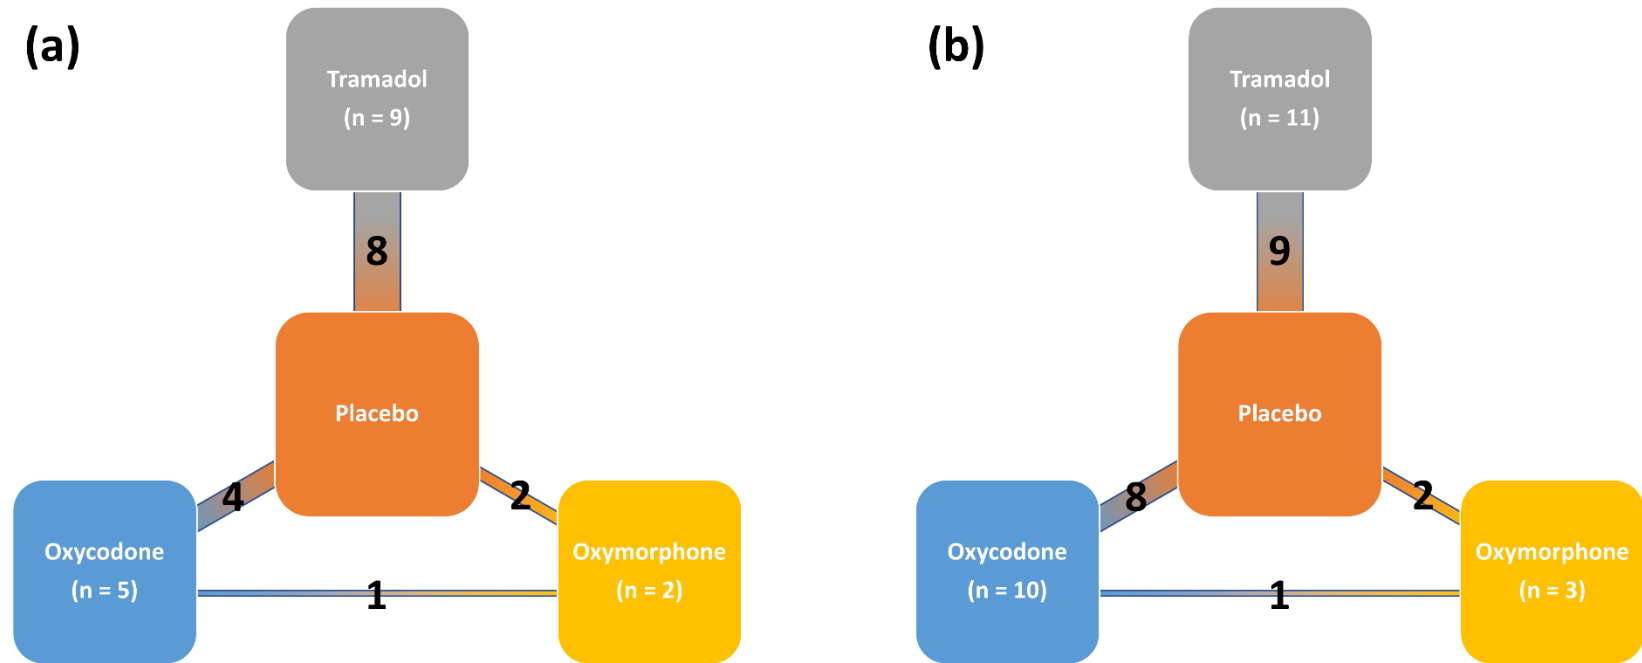 (a)
Tramadol
(n = 9)
8
Placebo
4
2
Oxycodone
(n = 5)
Oxymorphone
(n = 2)
1
(b)
Tramadol
(n = 11)
9
Placebo
8
2
Oxycodone
(n = 10)
Oxymorphone
(n = 3)
1